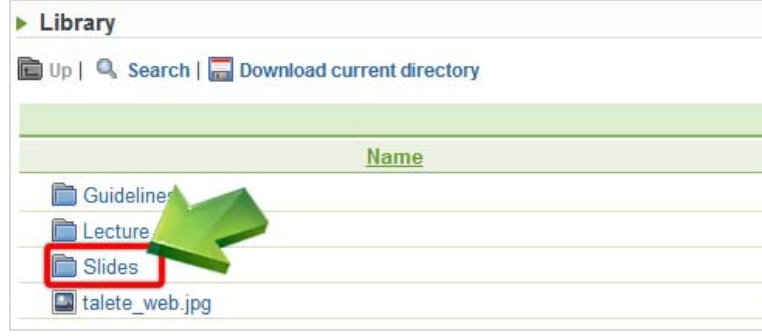 Library
Up | Search | Download current directory
Name
Guidelines
Lecture
Slides
talete_web.jpg